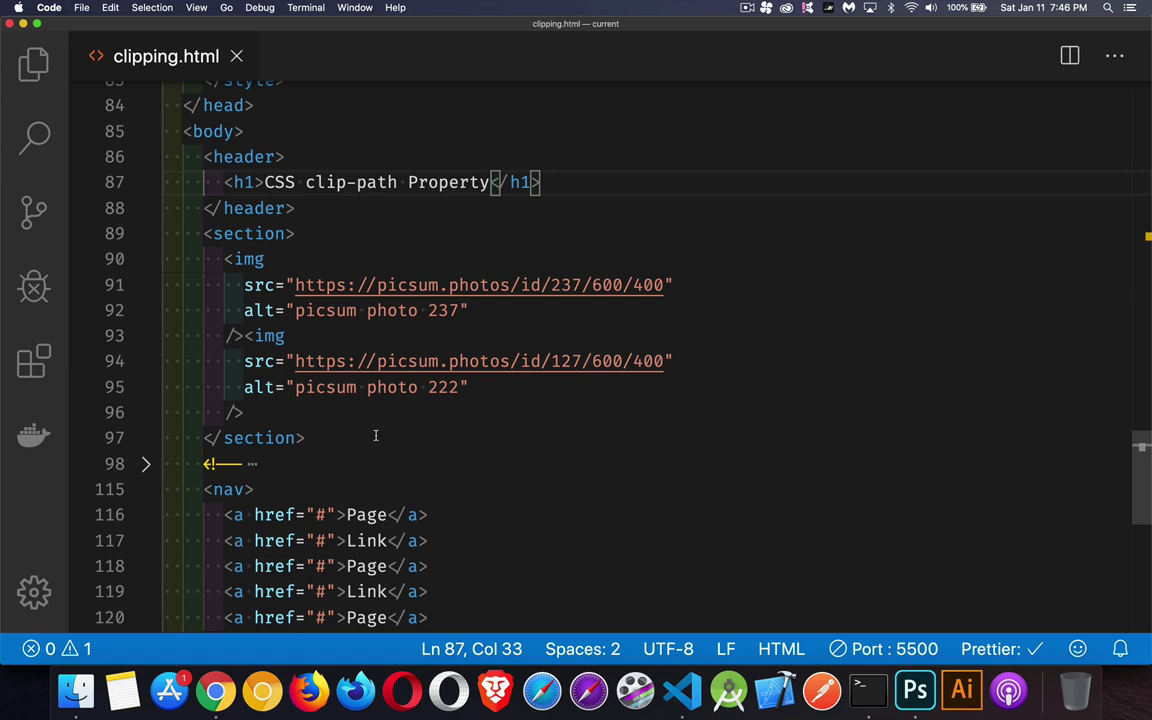 Code File Edit Selection View Go Debug Terminal Window Help 100% Sat Jan 11 7:46 PM
clipping.html — current
<> clipping.html
83 </style>
84 </head>
85 <body>
86 <header>
87 <h1>CSS clip-path Property</h1>
88 </header>
89 <section>
90 <img
91 src="https://picsum.photos/id/237/600/400"
92 alt="picsum photo 237"
93 /><img
94 src="https://picsum.photos/id/127/600/400"
95 alt="picsum photo 222"
96 />
97 </section>
98 <!-- …
115 <nav>
116 <a href="#">Page</a>
117 <a href="#">Link</a>
118 <a href="#">Page</a>
119 <a href="#">Link</a>
120 <a href="#">Page</a>
0 1 Ln 87, Col 33 Spaces: 2 UTF-8 LF HTML Port : 5500 Prettier: ✓
1
>_ Ps Ai